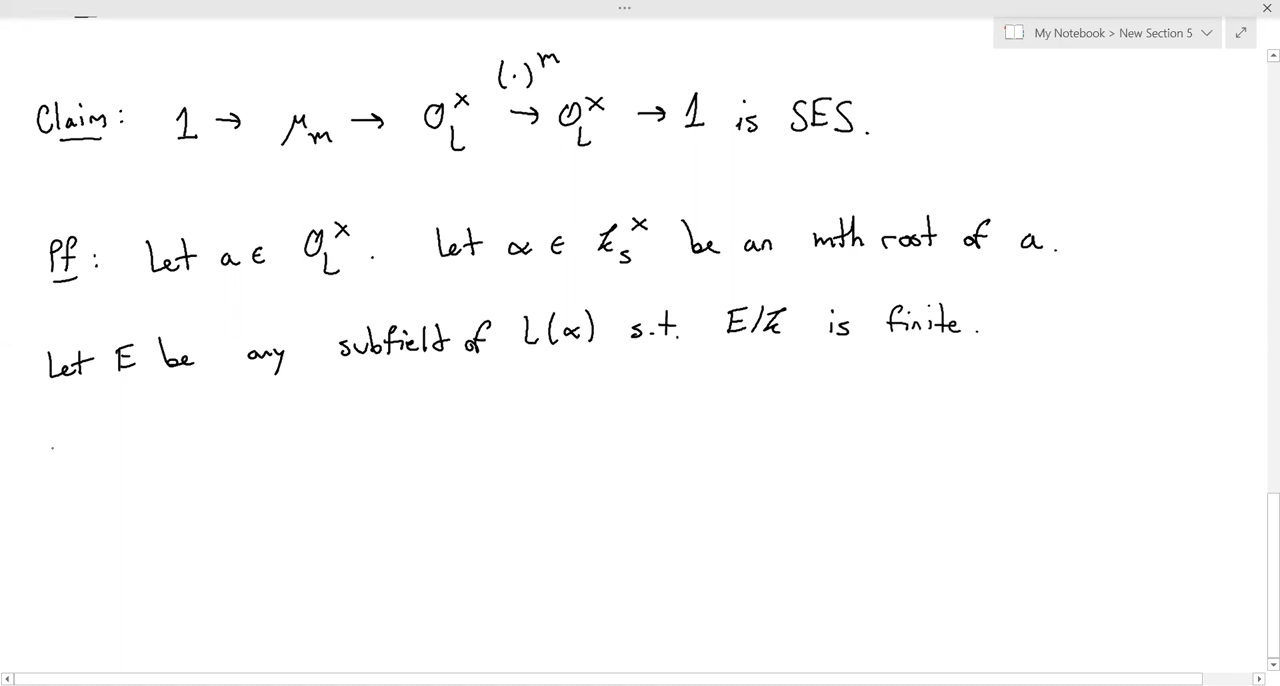 My Notebook > New Section 5
(·)^m
Claim: 1 → μ_m → O_L^× → O_L^× → 1 is SES.
Pf: Let a ∈ O_L^×. Let α ∈ k_s^× be an mth root of a.
Let E be any subfield of L(α) s.t. E/k is finite.